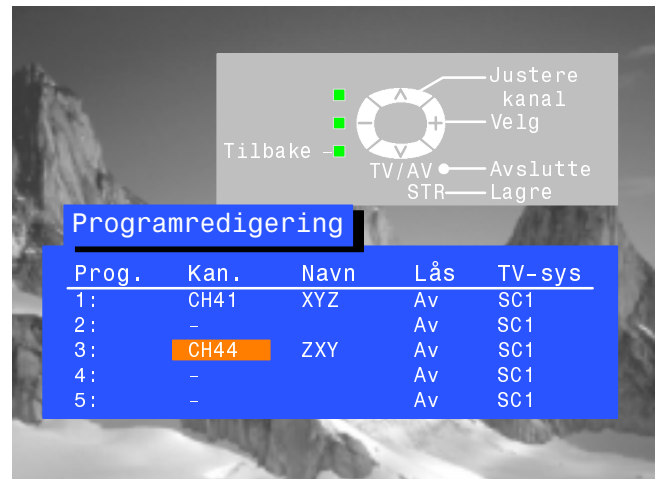 Justere
kanal
Velg
Tilbake
TV/AV Avslutte
STR Lagre
Programredigering
Prog. Kan. Navn Lås TV-sys
1: CH41 XYZ Av SC1
2: - Av SC1
3: CH44 ZXY Av SC1
4: - Av SC1
5: - Av SC1